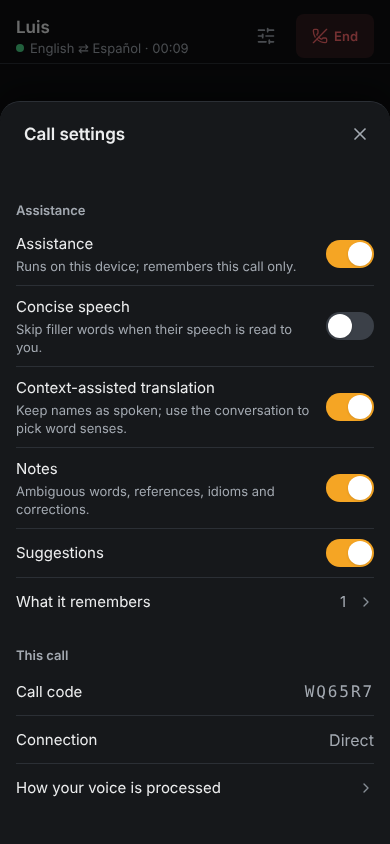 Luis
English ⇄ Español · 00:09
End
Call settings
Assistance
Assistance
Runs on this device; remembers this call only.
Concise speech
Skip filler words when their speech is read to
you.
Context-assisted translation
Keep names as spoken; use the conversation to
pick word senses.
Notes
Ambiguous words, references, idioms and
corrections.
Suggestions
What it remembers 1
This call
Call code WQ65R7
Connection Direct
How your voice is processed